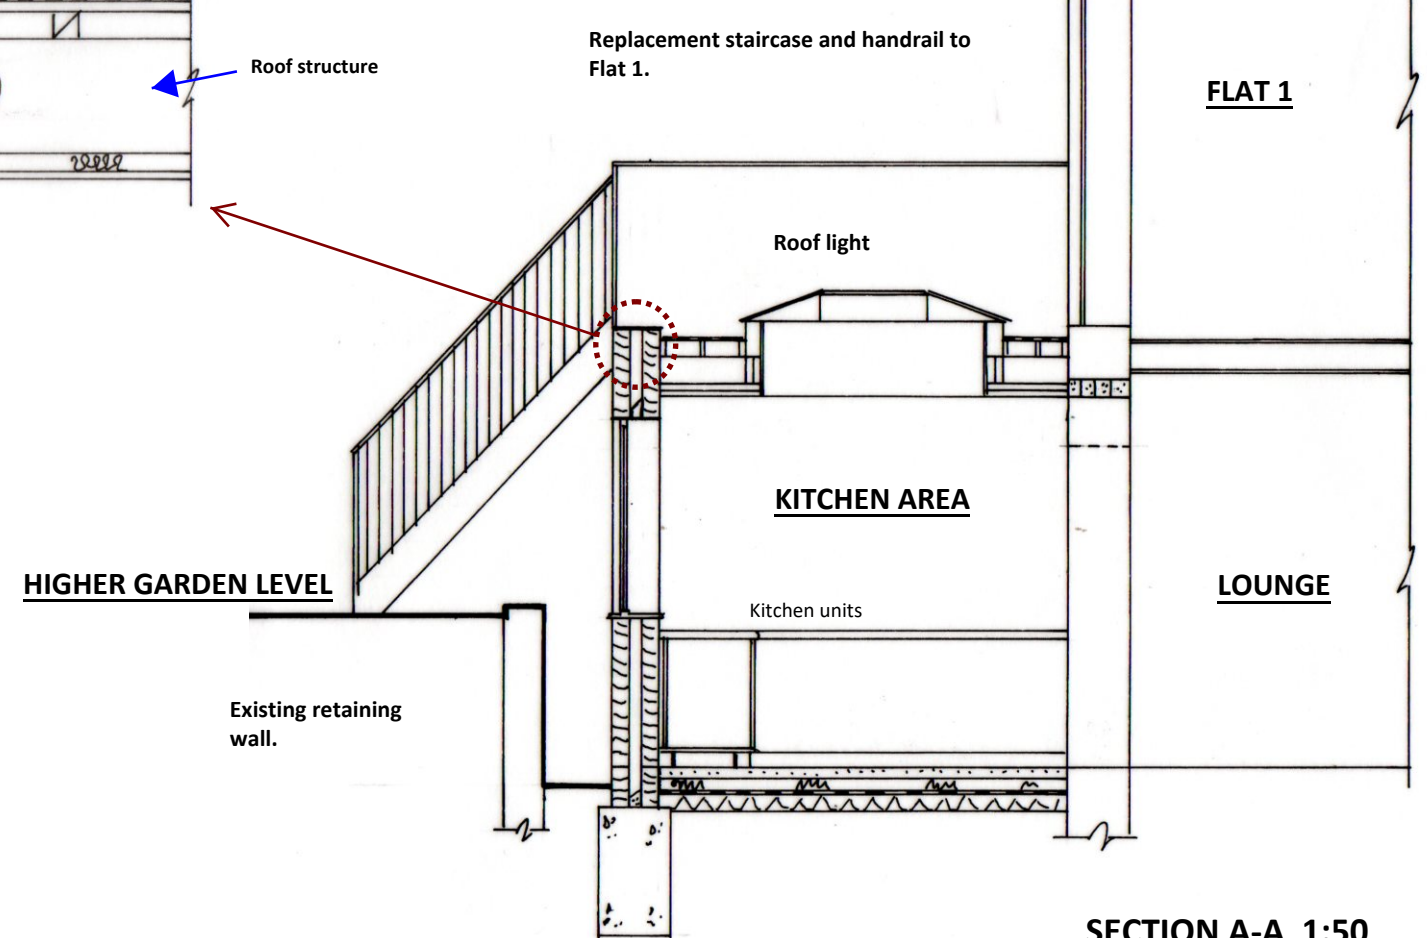 Replacement staircase and handrail to
Flat 1.
Roof structure
FLAT 1
Roof light
KITCHEN AREA
HIGHER GARDEN LEVEL
LOUNGE
Kitchen units
Existing retaining
wall.
SECTION A-A 1:50